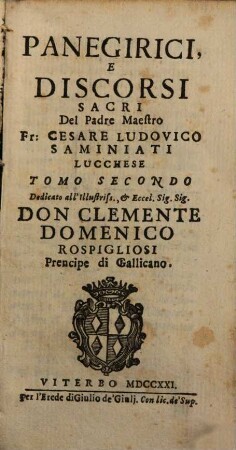 PANEGIRICI,
E
DISCORSI
SACRI
Del Padre Maestro
Fr: CESARE LUDOVICO
SAMINIATI
LUCCHESE
TOMO SECONDO
Dedicato all'Illustriss., & Eccel. Sig. Sig.
DON CLEMENTE
DOMENICO
ROSPIGLIOSI
Prencipe di Gallicano.
VITERBO MDCCXXI.
Per l'Erede di Giulio de' Giulj. Con lic. de' Sup.